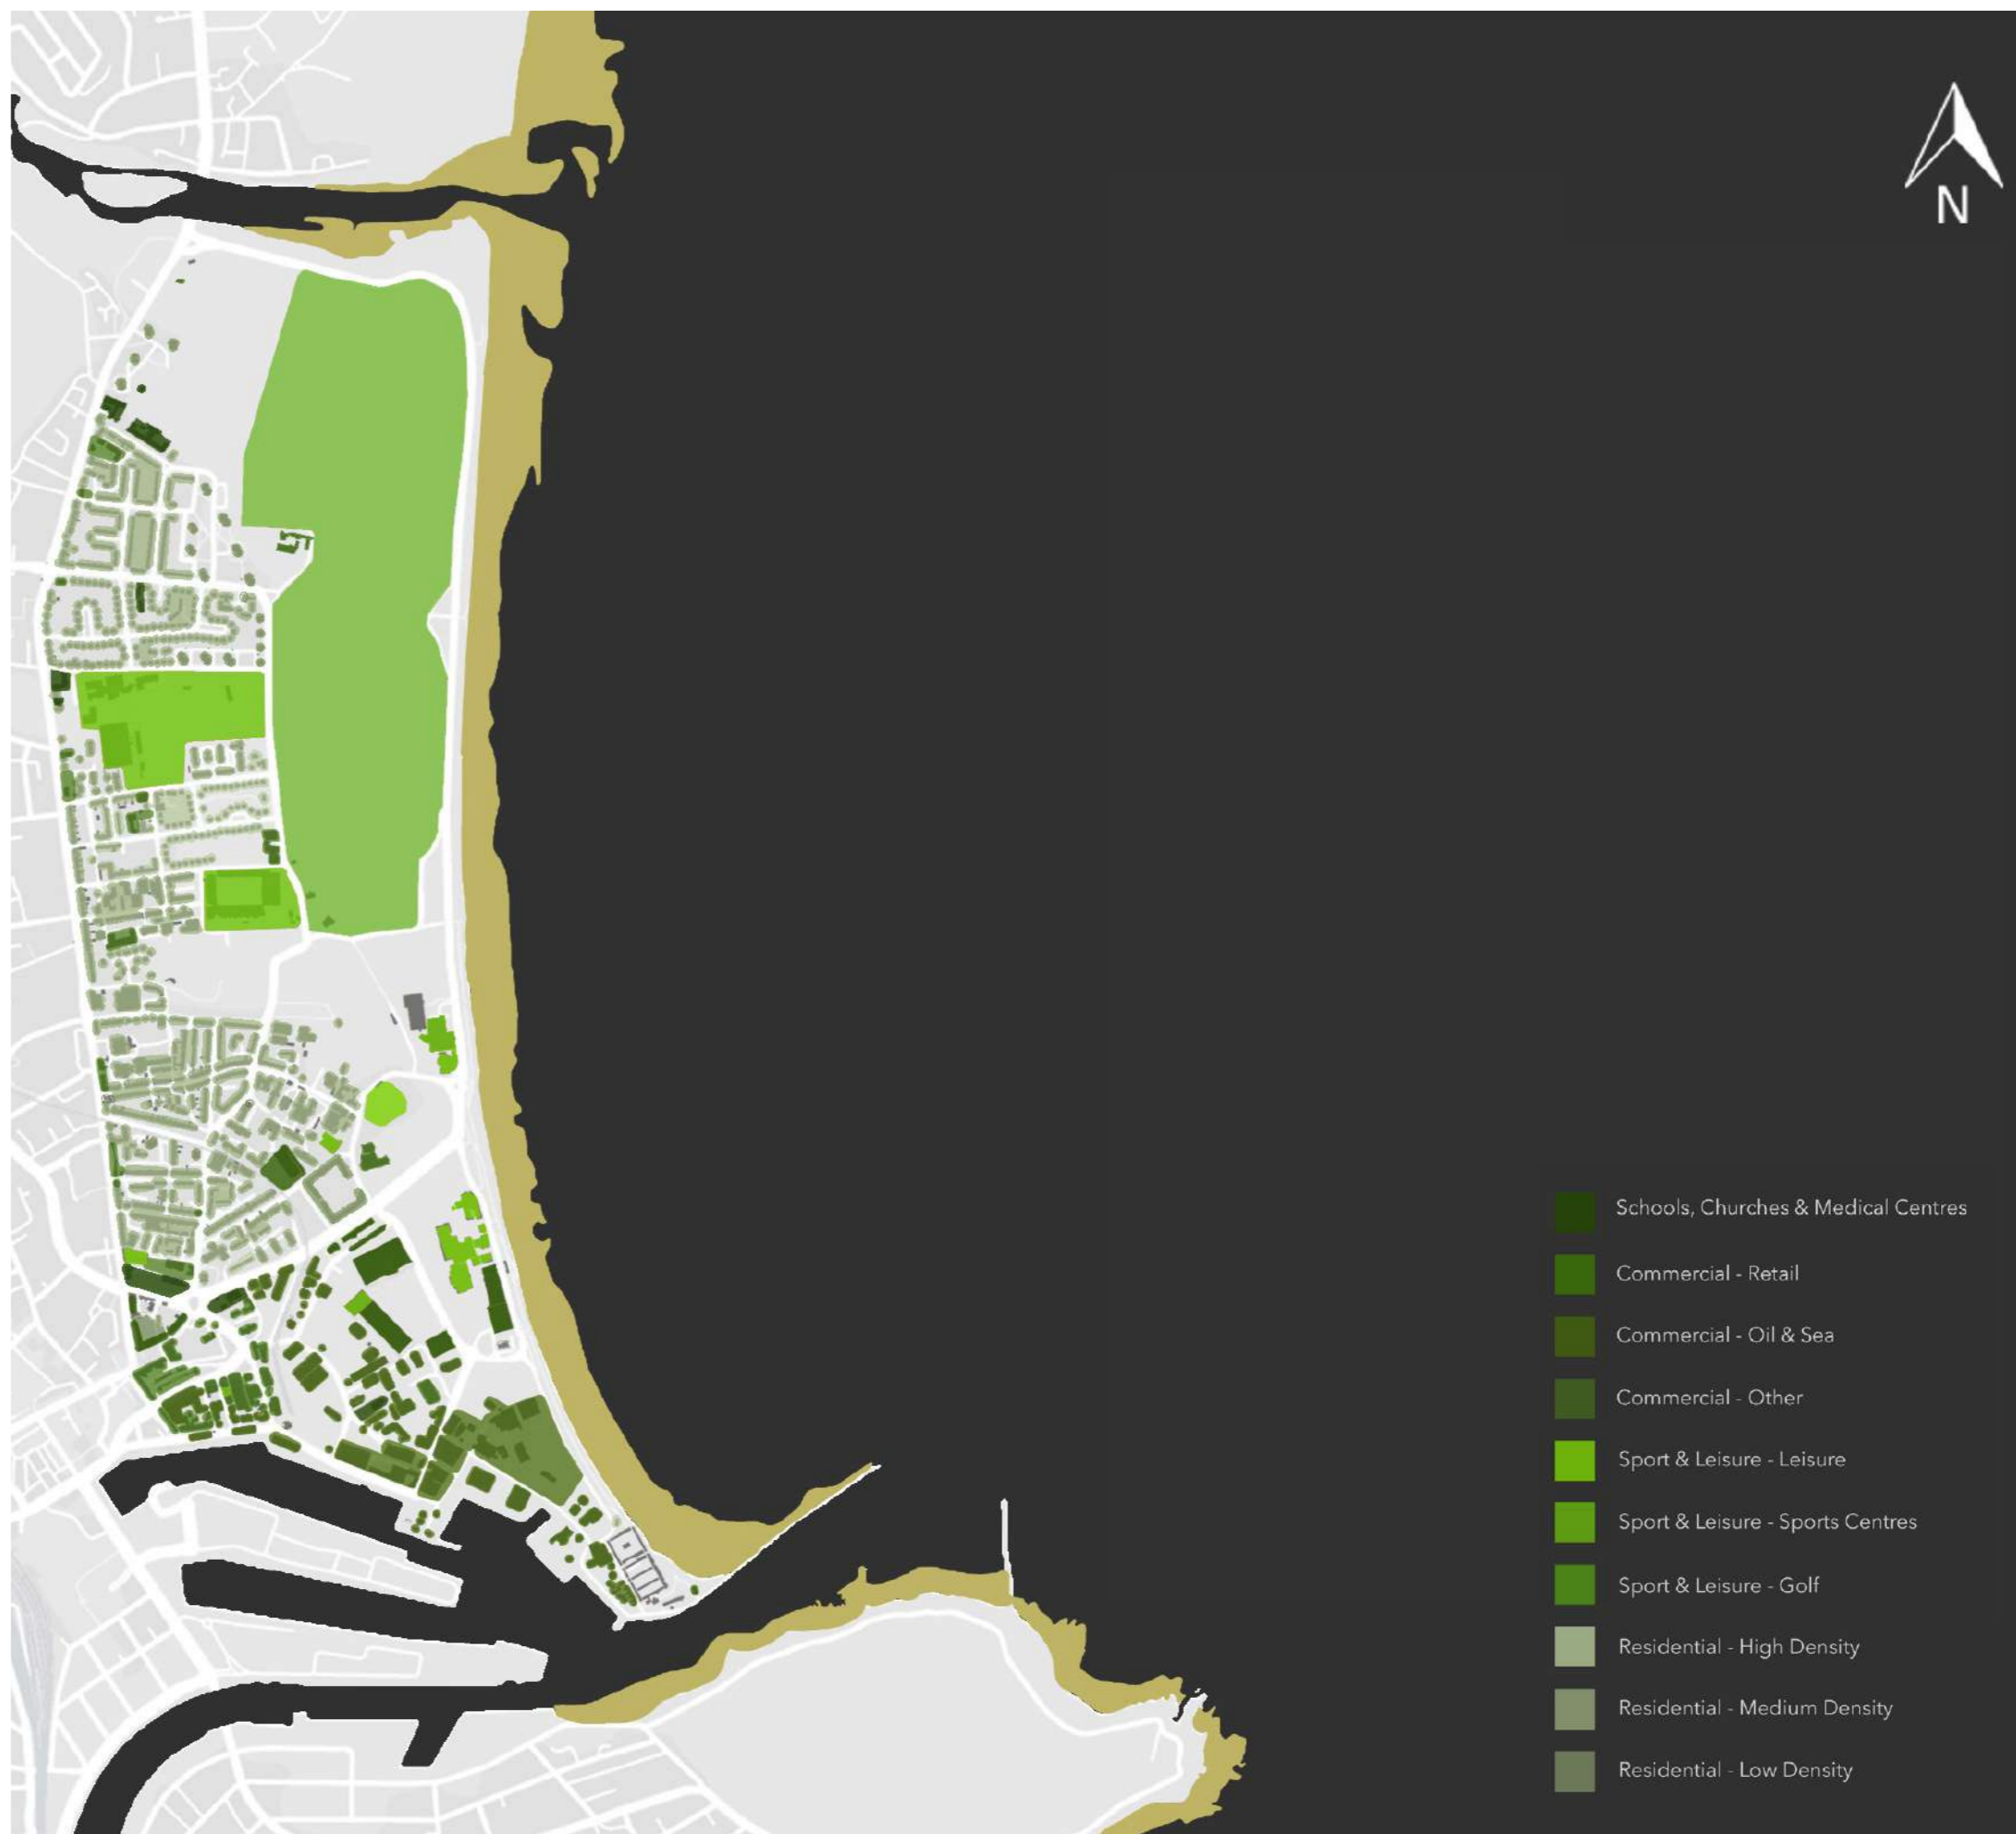 N
Schools, Churches & Medical Centres
Commercial - Retail
Commercial - Oil & Sea
Commercial - Other
Sport & Leisure - Leisure
Sport & Leisure - Sports Centres
Sport & Leisure - Golf
Residential - High Density
Residential - Medium Density
Residential - Low Density